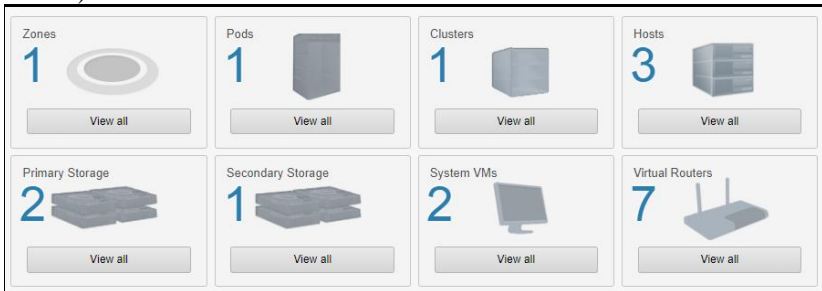 Zones
1
View all
Pods
1
View all
Clusters
1
View all
Hosts
3
View all
Primary Storage
2
View all
Secondary Storage
1
View all
System VMs
2
View all
Virtual Routers
7
View all